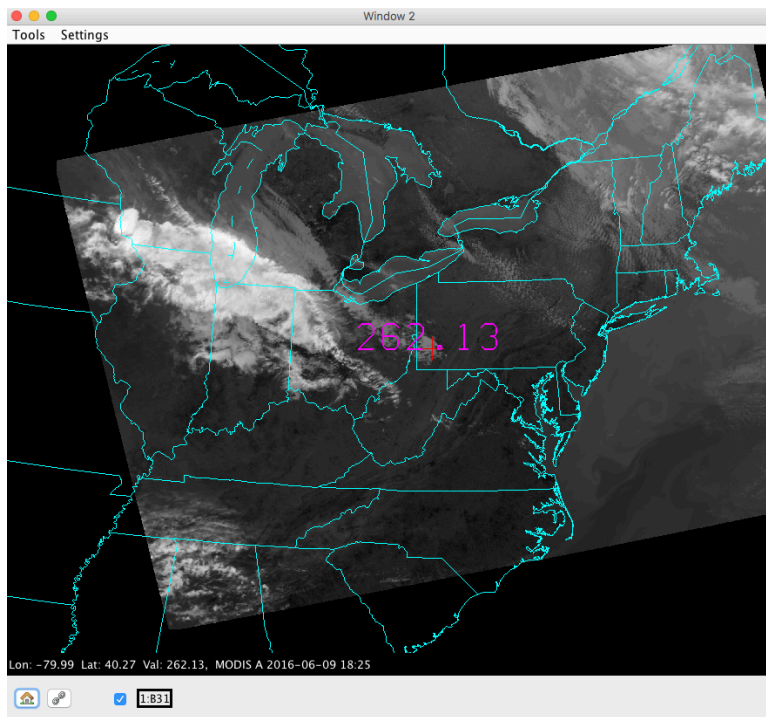 Window 2
Tools Settings
262.13
Lon: -79.99 Lat: 40.27 Val: 262.13, MODIS A 2016-06-09 18:25
1:B31